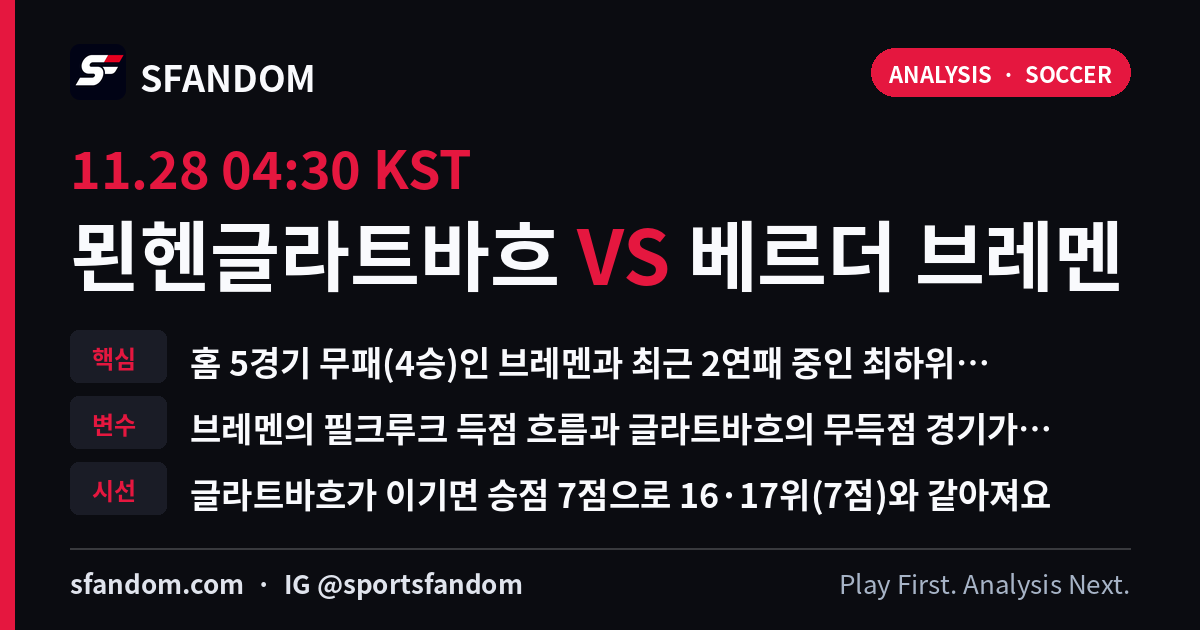 SFANDOM
ANALYSIS · SOCCER
11.28 04:30 KST
묀헨글라트바흐 VS 베르더 브레멘
핵심 홈 5경기 무패(4승)인 브레멘과 최근 2연패 중인 최하위…
변수 브레멘의 필크루크 득점 흐름과 글라트바흐의 무득점 경기가…
시선 글라트바흐가 이기면 승점 7점으로 16·17위(7점)와 같아져요
sfandom.com · IG @sportsfandom
Play First. Analysis Next.